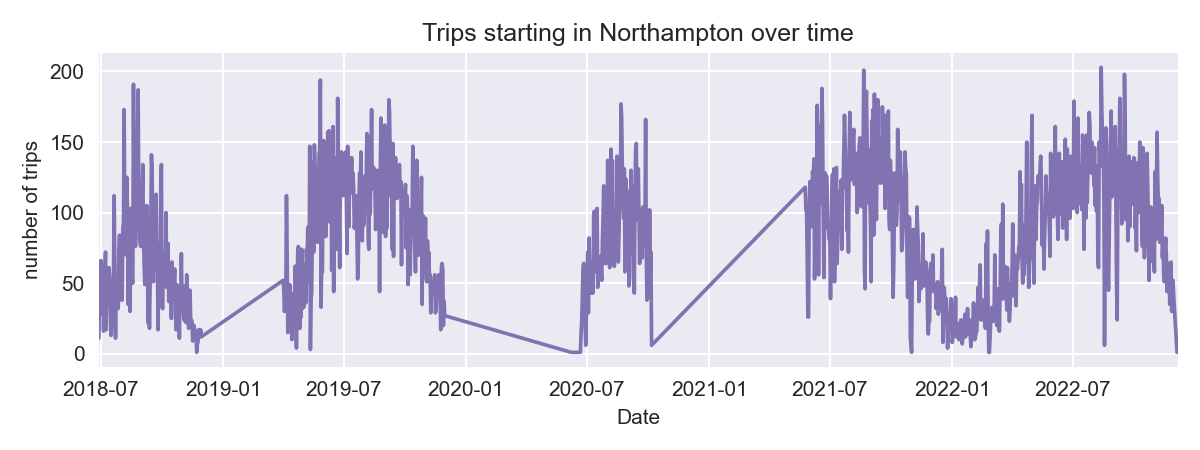 Trips starting in Northampton over time
number of trips
200
150
100
50
0
2018-07 2019-01 2019-07 2020-01 2020-07 2021-01 2021-07 2022-01 2022-07
Date